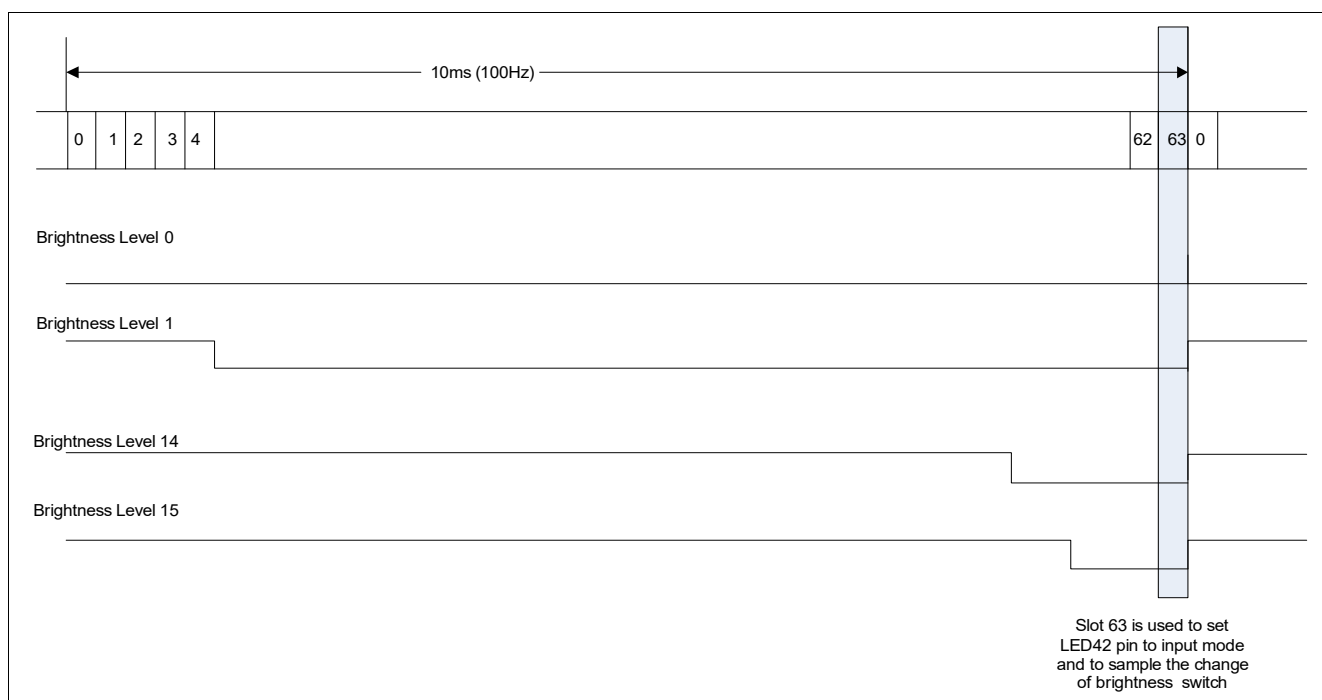 10ms (100Hz)
0 1 2 3 4 62 63 0
Brightness Level 0
Brightness Level 1
Brightness Level 14
Brightness Level 15
Slot 63 is used to set
LED42 pin to input mode
and to sample the change
of brightness switch